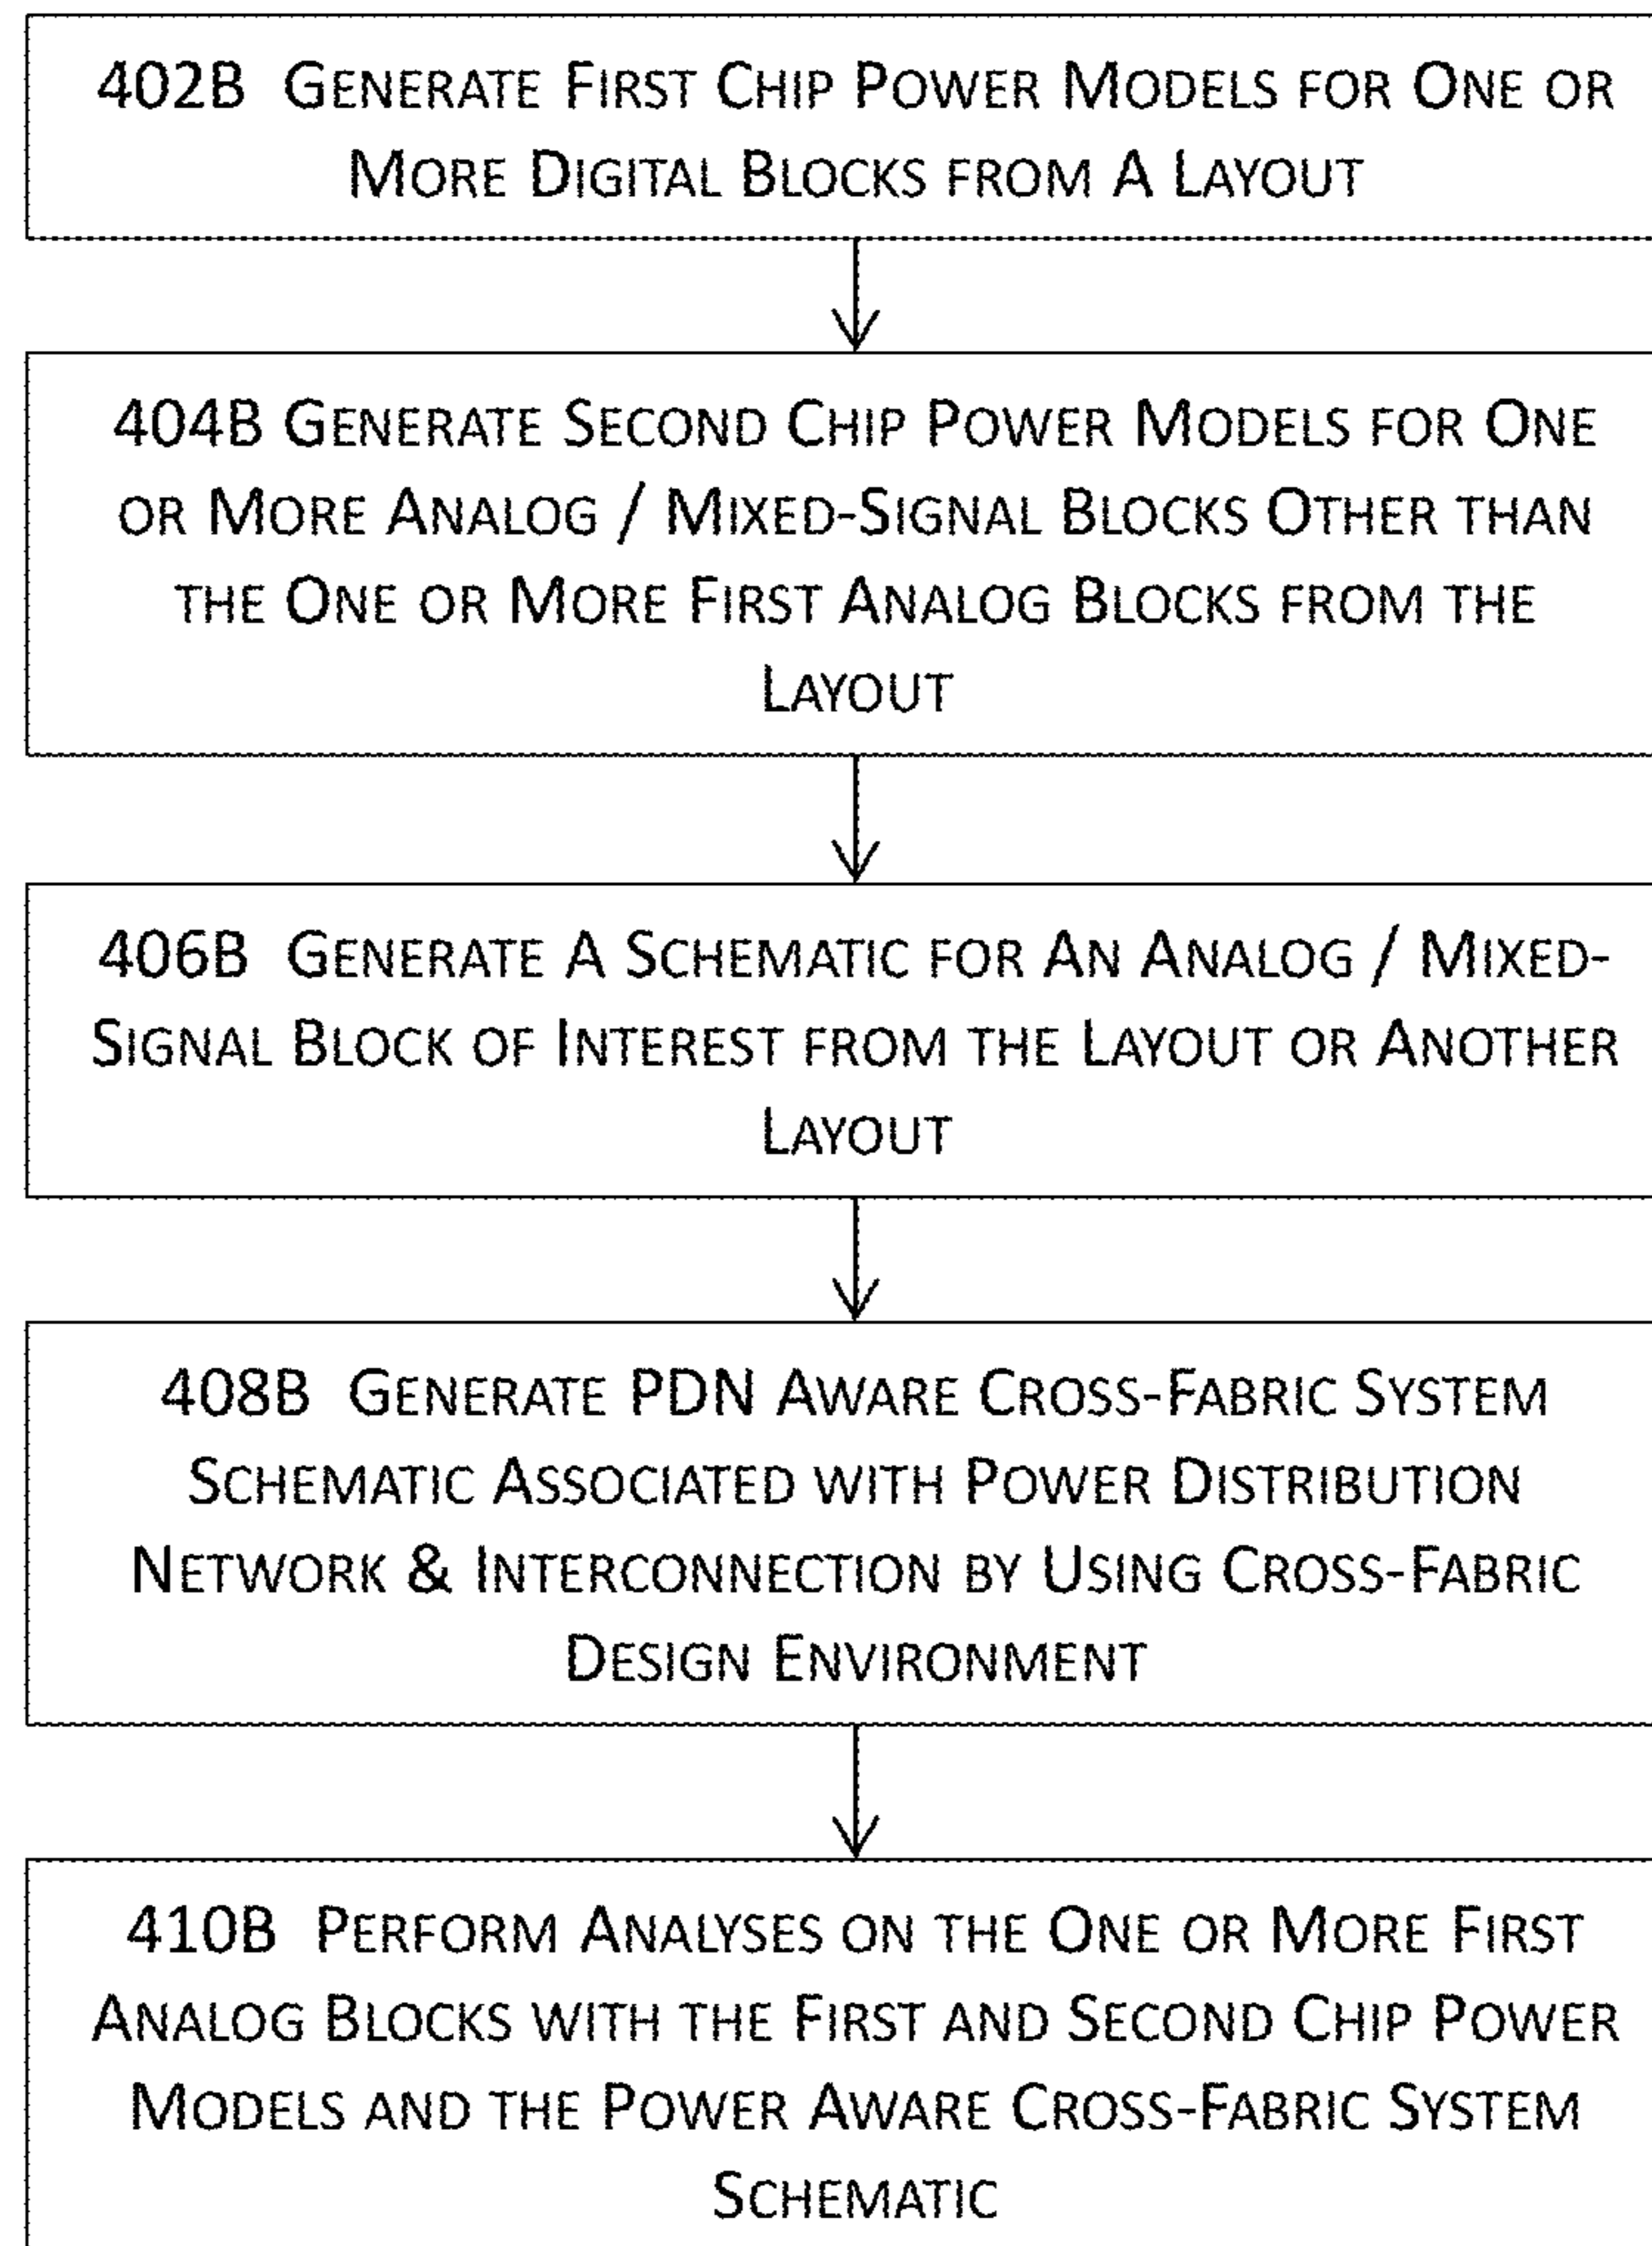 402B Generate First Chip Power Models for One or
More Digital Blocks from A Layout
404B Generate Second Chip Power Models for One
or More Analog / Mixed-Signal Blocks Other than
the One or More First Analog Blocks from the
Layout
406B Generate A Schematic for An Analog / Mixed-
Signal Block of Interest from the Layout or Another
Layout
408B Generate PDN Aware Cross-Fabric System
Schematic Associated with Power Distribution
Network & Interconnection by Using Cross-Fabric
Design Environment
410B Perform Analyses on the One or More First
Analog Blocks with the First and Second Chip Power
Models and the Power Aware Cross-Fabric System
Schematic